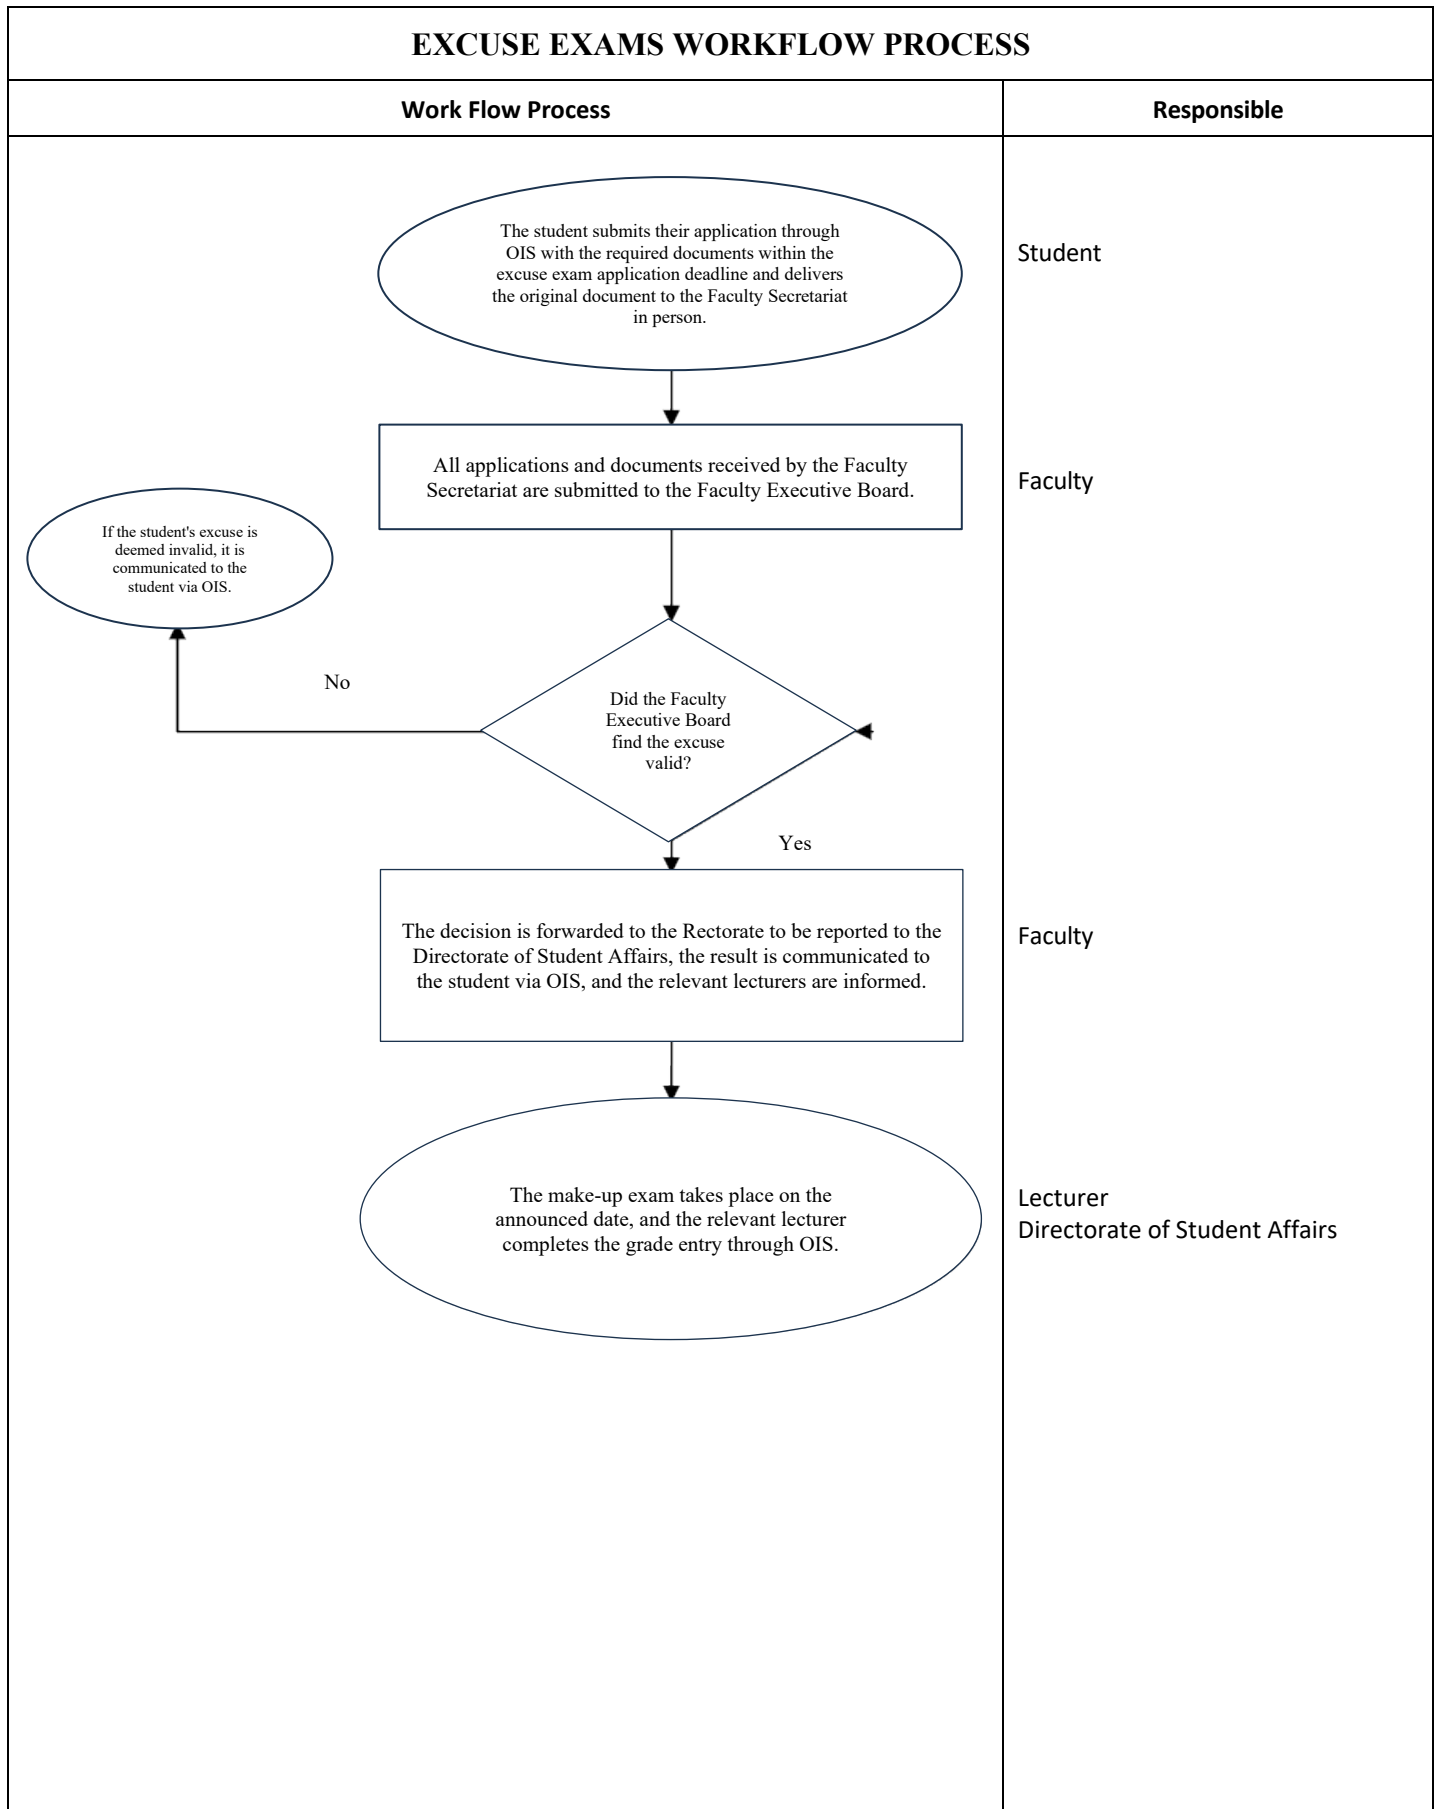 EXCUSE EXAMS WORKFLOW PROCESS
Work Flow Process
Responsible
The student submits their application through
OIS with the required documents within the
excuse exam application deadline and delivers
the original document to the Faculty Secretariat
in person.
Student
All applications and documents received by the Faculty
Secretariat are submitted to the Faculty Executive Board.
Faculty
If the student's excuse is
deemed invalid, it is
communicated to the
student via OIS.
No
Did the Faculty
Executive Board
find the excuse
valid?
Yes
The decision is forwarded to the Rectorate to be reported to the
Directorate of Student Affairs, the result is communicated to
the student via OIS, and the relevant lecturers are informed.
Faculty
The make-up exam takes place on the
announced date, and the relevant lecturer
completes the grade entry through OIS.
Lecturer
Directorate of Student Affairs